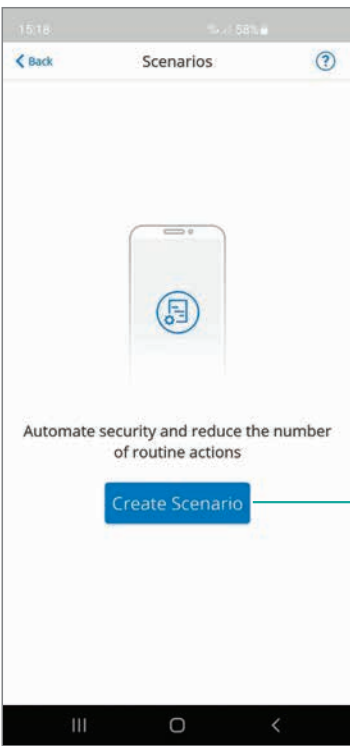 15:18 58%
Back Scenarios ?
Automate security and reduce the number
of routine actions
Create Scenario